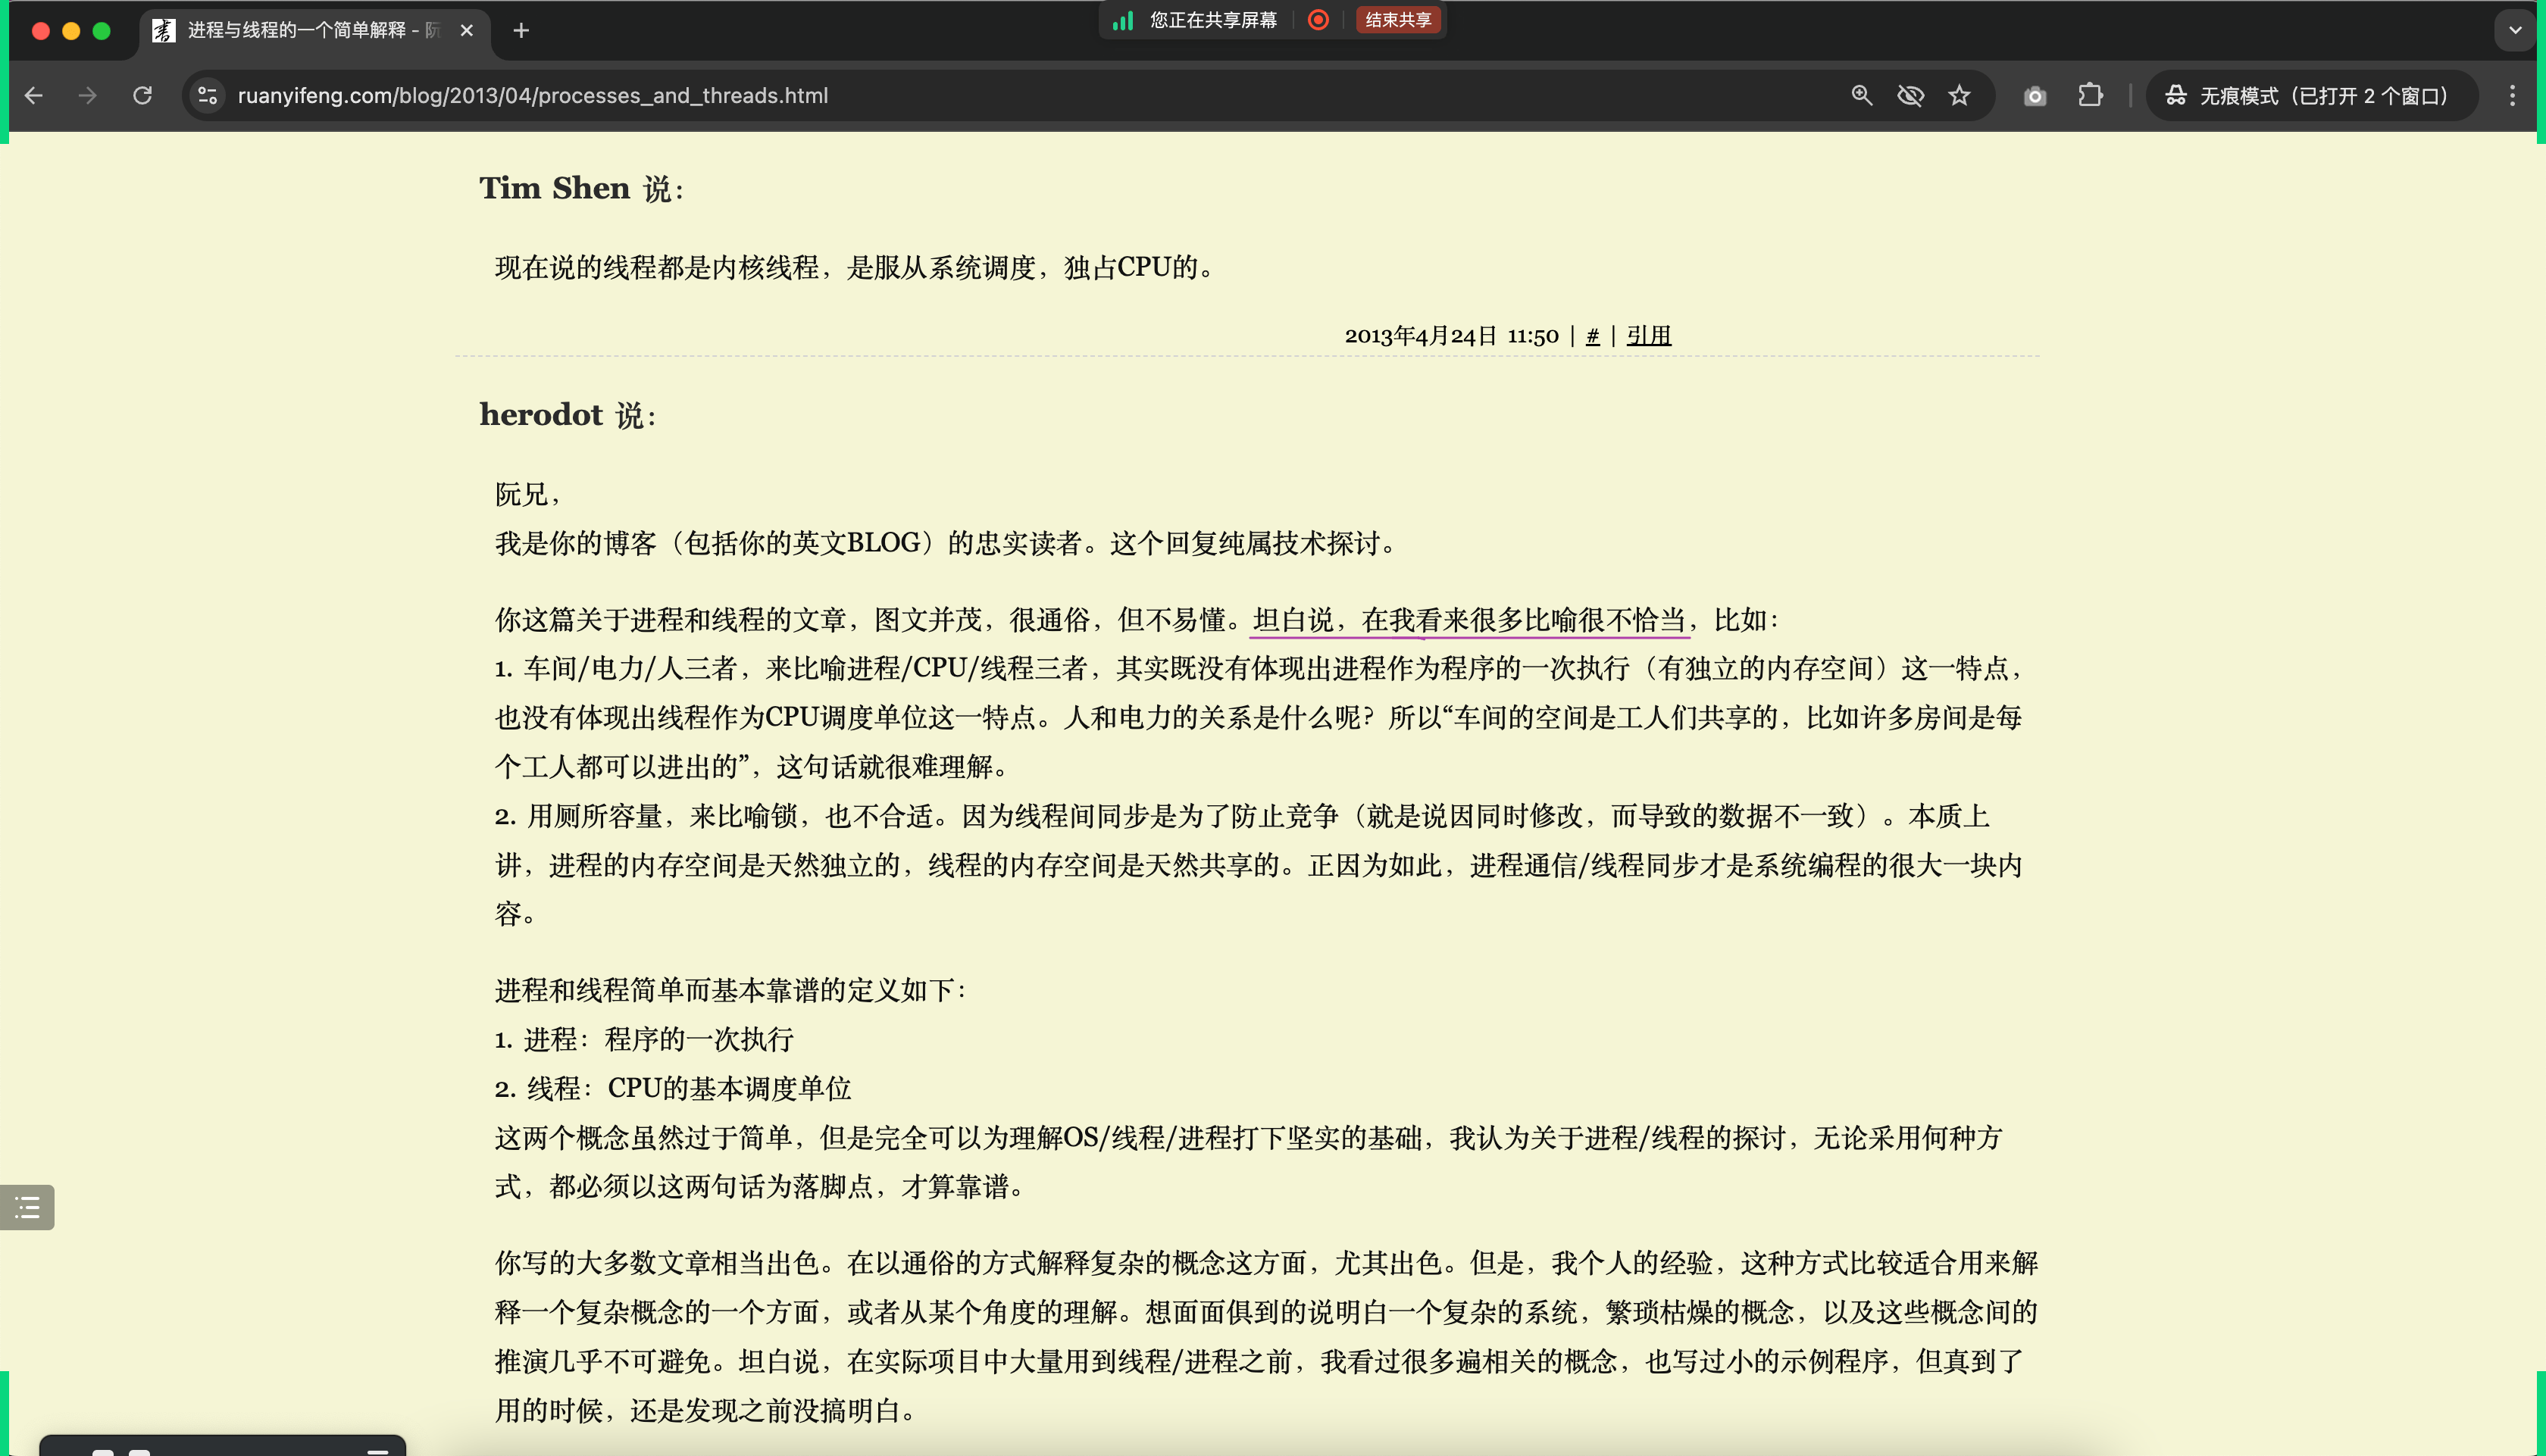 进程与线程的一个简单解释 - 阮
您正在共享屏幕
结束共享
ruanyifeng.com/blog/2013/04/processes_and_threads.html
无痕模式（已打开 2 个窗口）
Tim Shen 说：
现在说的线程都是内核线程，是服从系统调度，独占CPU的。
2013年4月24日 11:50 | # | 引用
herodot 说：
阮兄，
我是你的博客（包括你的英文BLOG）的忠实读者。这个回复纯属技术探讨。
你这篇关于进程和线程的文章，图文并茂，很通俗，但不易懂。坦白说，在我看来很多比喻很不恰当，比如：
1. 车间/电力/人三者，来比喻进程/CPU/线程三者，其实既没有体现出进程作为程序的一次执行（有独立的内存空间）这一特点，
也没有体现出线程作为CPU调度单位这一特点。人和电力的关系是什么呢？所以“车间的空间是工人们共享的，比如许多房间是每
个工人都可以进出的”，这句话就很难理解。
2. 用厕所容量，来比喻锁，也不合适。因为线程间同步是为了防止竞争（就是说因同时修改，而导致的数据不一致）。本质上
讲，进程的内存空间是天然独立的，线程的内存空间是天然共享的。正因为如此，进程通信/线程同步才是系统编程的很大一块内
容。
进程和线程简单而基本靠谱的定义如下：
1. 进程：程序的一次执行
2. 线程：CPU的基本调度单位
这两个概念虽然过于简单，但是完全可以为理解OS/线程/进程打下坚实的基础，我认为关于进程/线程的探讨，无论采用何种方
式，都必须以这两句话为落脚点，才算靠谱。
你写的大多数文章相当出色。在以通俗的方式解释复杂的概念这方面，尤其出色。但是，我个人的经验，这种方式比较适合用来解
释一个复杂概念的一个方面，或者从某个角度的理解。想面面俱到的说明白一个复杂的系统，繁琐枯燥的概念，以及这些概念间的
推演几乎不可避免。坦白说，在实际项目中大量用到线程/进程之前，我看过很多遍相关的概念，也写过小的示例程序，但真到了
用的时候，还是发现之前没搞明白。